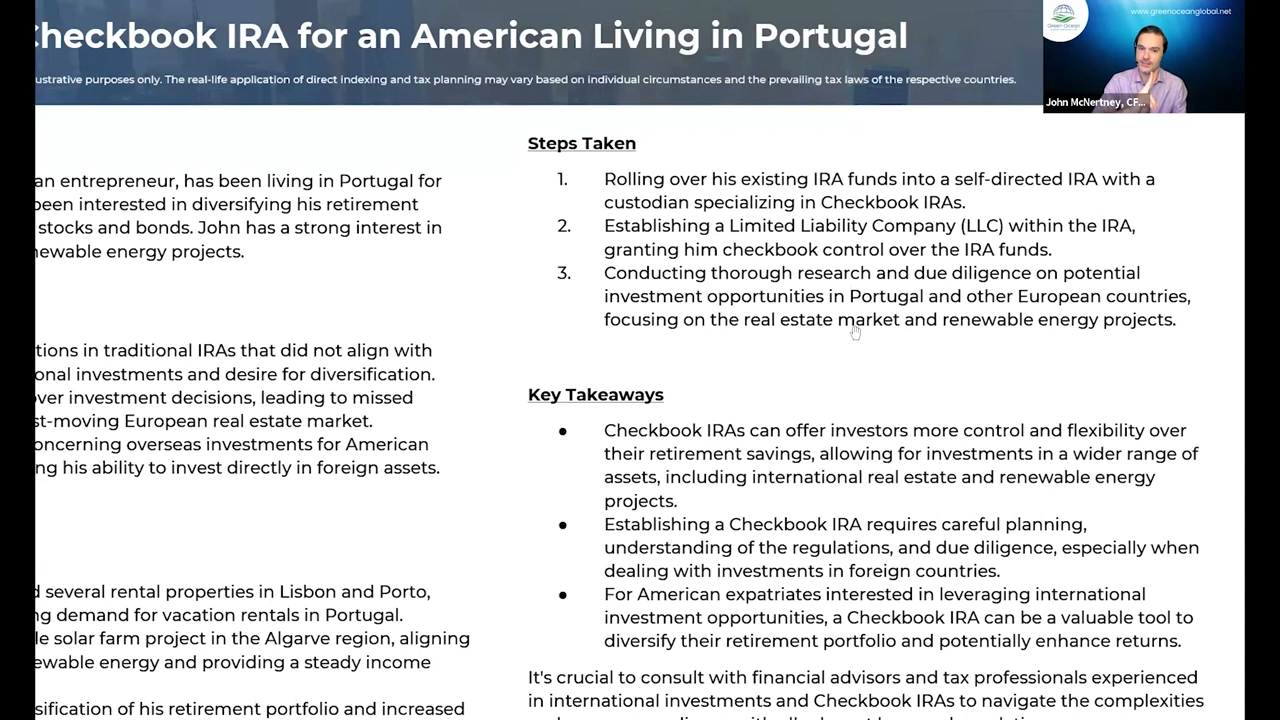 Checkbook IRA for an American Living in Portugal
ustrative purposes only. The real-life application of direct indexing and tax planning may vary based on individual circumstances and the prevailing tax laws of the respective countries.
www.greenoceanglobal.net
Green Ocean
John McNertney, CF...
an entrepreneur, has been living in Portugal for
been interested in diversifying his retirement
stocks and bonds. John has a strong interest in
newable energy projects.
tions in traditional IRAs that did not align with
onal investments and desire for diversification.
over investment decisions, leading to missed
st-moving European real estate market.
oncerning overseas investments for American
ng his ability to invest directly in foreign assets.
d several rental properties in Lisbon and Porto,
ng demand for vacation rentals in Portugal.
le solar farm project in the Algarve region, aligning
ewable energy and providing a steady income
sification of his retirement portfolio and increased
Steps Taken
1. Rolling over his existing IRA funds into a self-directed IRA with a
custodian specializing in Checkbook IRAs.
2. Establishing a Limited Liability Company (LLC) within the IRA,
granting him checkbook control over the IRA funds.
3. Conducting thorough research and due diligence on potential
investment opportunities in Portugal and other European countries,
focusing on the real estate market and renewable energy projects.
Key Takeaways
● Checkbook IRAs can offer investors more control and flexibility over
their retirement savings, allowing for investments in a wider range of
assets, including international real estate and renewable energy
projects.
● Establishing a Checkbook IRA requires careful planning,
understanding of the regulations, and due diligence, especially when
dealing with investments in foreign countries.
● For American expatriates interested in leveraging international
investment opportunities, a Checkbook IRA can be a valuable tool to
diversify their retirement portfolio and potentially enhance returns.
It's crucial to consult with financial advisors and tax professionals experienced
in international investments and Checkbook IRAs to navigate the complexities